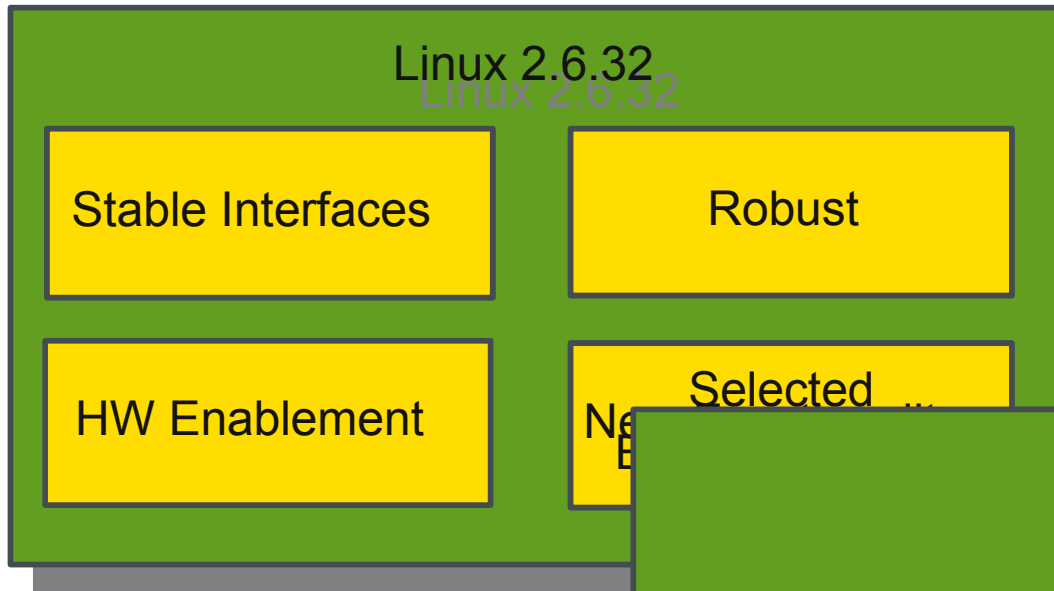 Linux 2.6.32
Linux 2.6.32
Stable Interfaces
Robust
HW Enablement
Selected